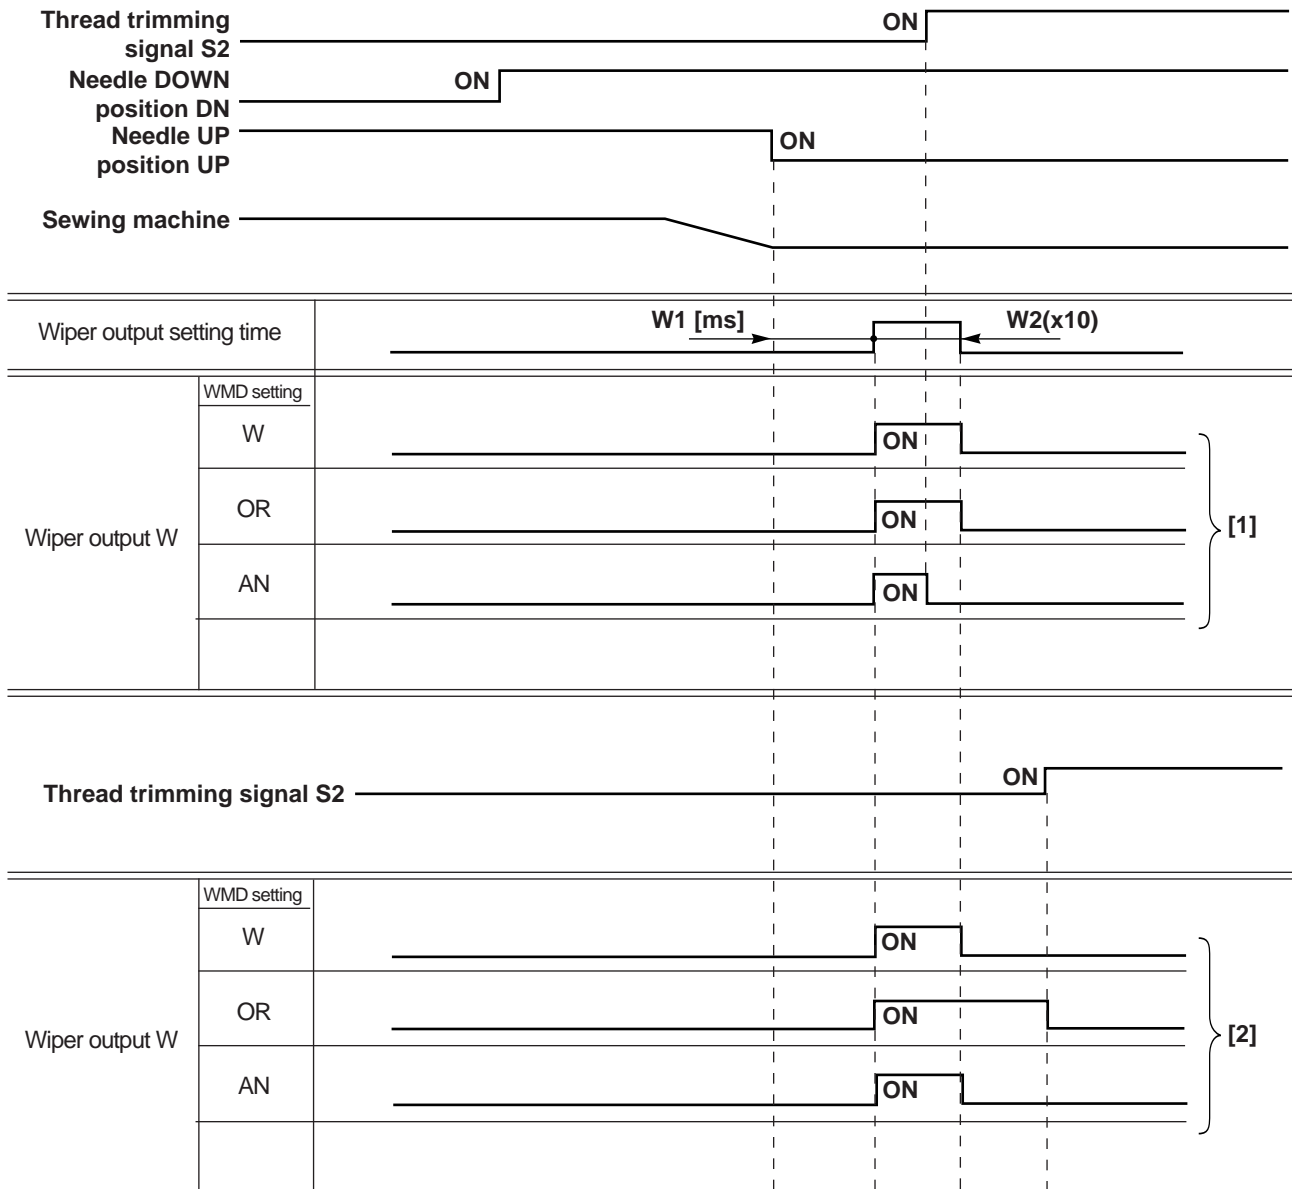 Thread trimming
signal S2
ON
Needle DOWN
position DN
ON
Needle UP
position UP
ON
Sewing machine
Wiper output setting time
W1 [ms]
W2(x10)
WMD setting
W
ON
OR
ON
Wiper output W
[1]
AN
ON
Thread trimming signal S2
ON
WMD setting
W
ON
OR
ON
Wiper output W
[2]
AN
ON